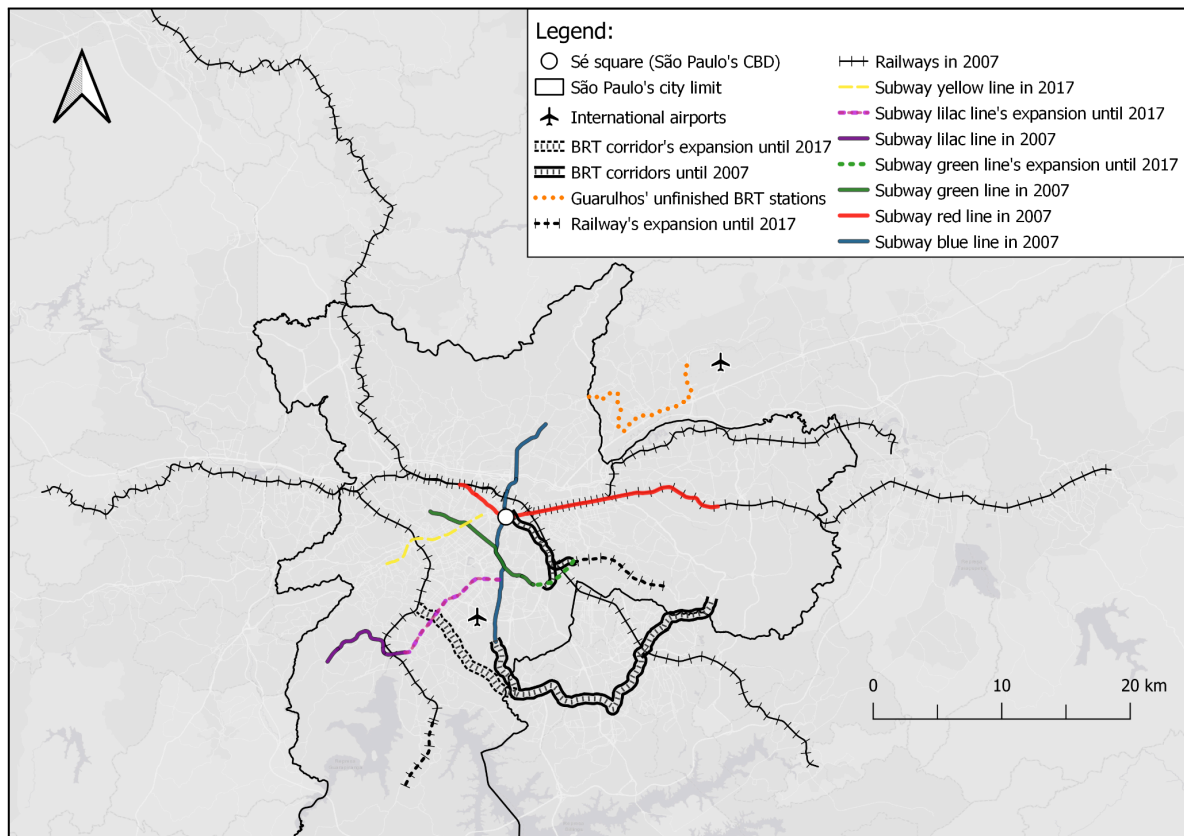 Legend:
Sé square (São Paulo's CBD)
São Paulo's city limit
International airports
BRT corridor's expansion until 2017
BRT corridors until 2007
Guarulhos' unfinished BRT stations
Railway's expansion until 2017
Railways in 2007
Subway yellow line in 2017
Subway lilac line's expansion until 2017
Subway lilac line in 2007
Subway green line's expansion until 2017
Subway green line in 2007
Subway red line in 2007
Subway blue line in 2007
0 10 20 km